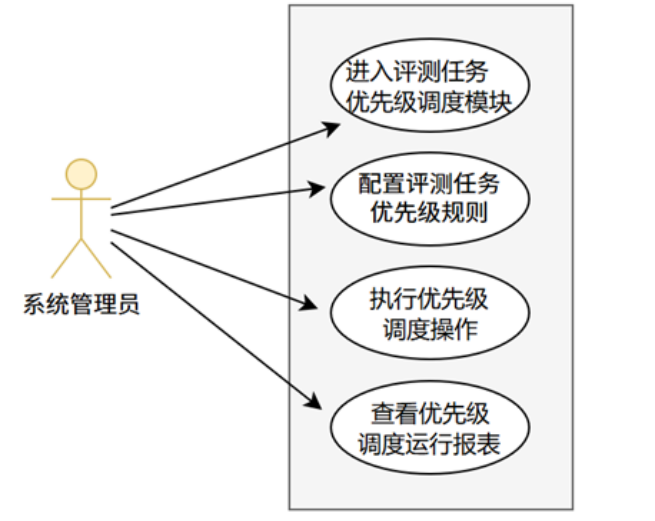 进入评测任务
优先级调度模块
配置评测任务
优先级规则
系统管理员
执行优先级
调度操作
查看优先级
调度运行报表